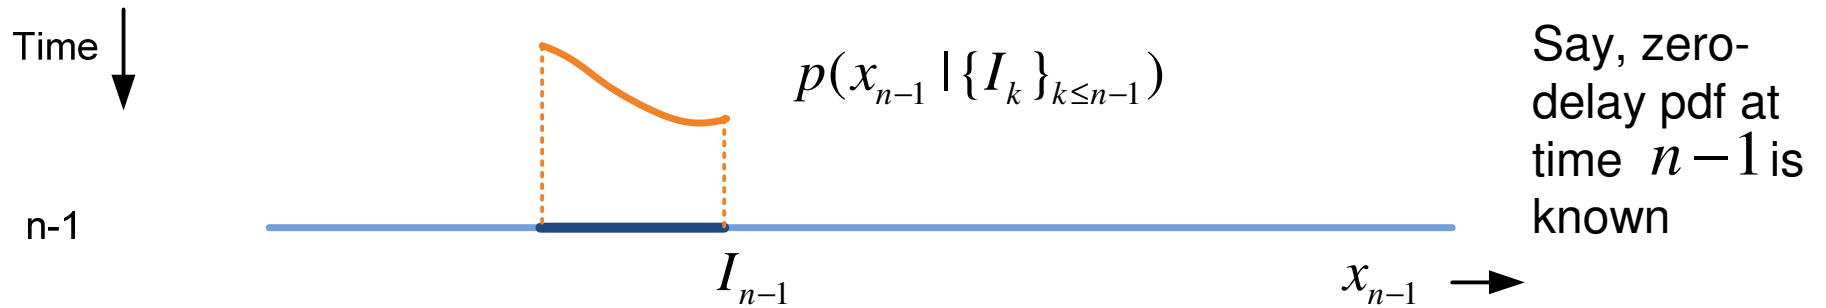 Time
p(x_{n−1} | {I_k}_{k≤n−1})
Say, zero-
delay pdf at
time n−1 is
known
n-1
I_{n−1}
x_{n−1}